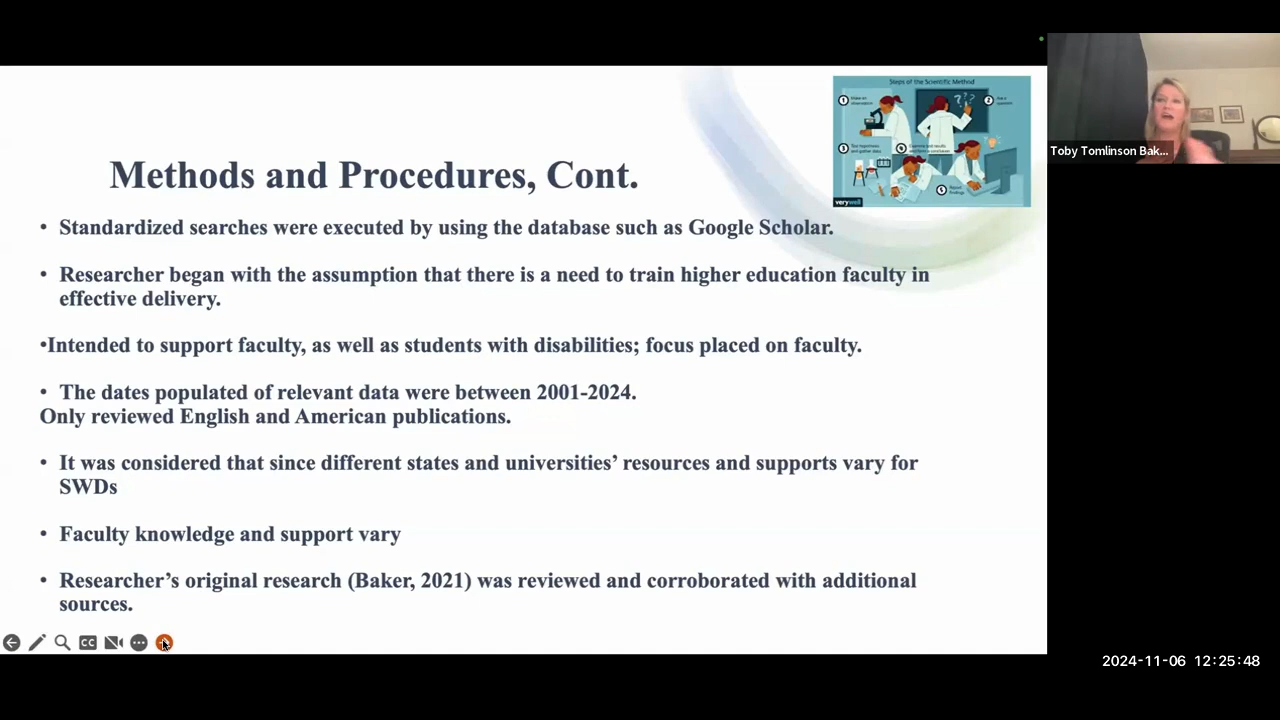 Steps of the Scientific Method
verywell
Toby Tomlinson Bak...
Methods and Procedures, Cont.
• Standardized searches were executed by using the database such as Google Scholar.
• Researcher began with the assumption that there is a need to train higher education faculty in
effective delivery.
•Intended to support faculty, as well as students with disabilities; focus placed on faculty.
• The dates populated of relevant data were between 2001-2024.
Only reviewed English and American publications.
• It was considered that since different states and universities’ resources and supports vary for
SWDs
• Faculty knowledge and support vary
• Researcher’s original research (Baker, 2021) was reviewed and corroborated with additional
sources.
CC
2024-11-06 12:25:48